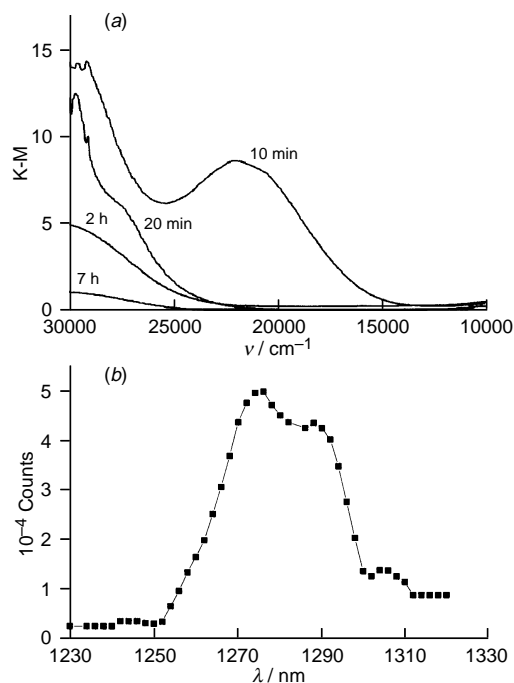 (a)
15
10
5
0
K-M
10 min
20 min
2 h
7 h
30000 25000 20000 15000 10000
ν / cm⁻¹
(b)
5
4
3
2
1
0
10⁻⁴ Counts
1230 1250 1270 1290 1310 1330
λ / nm